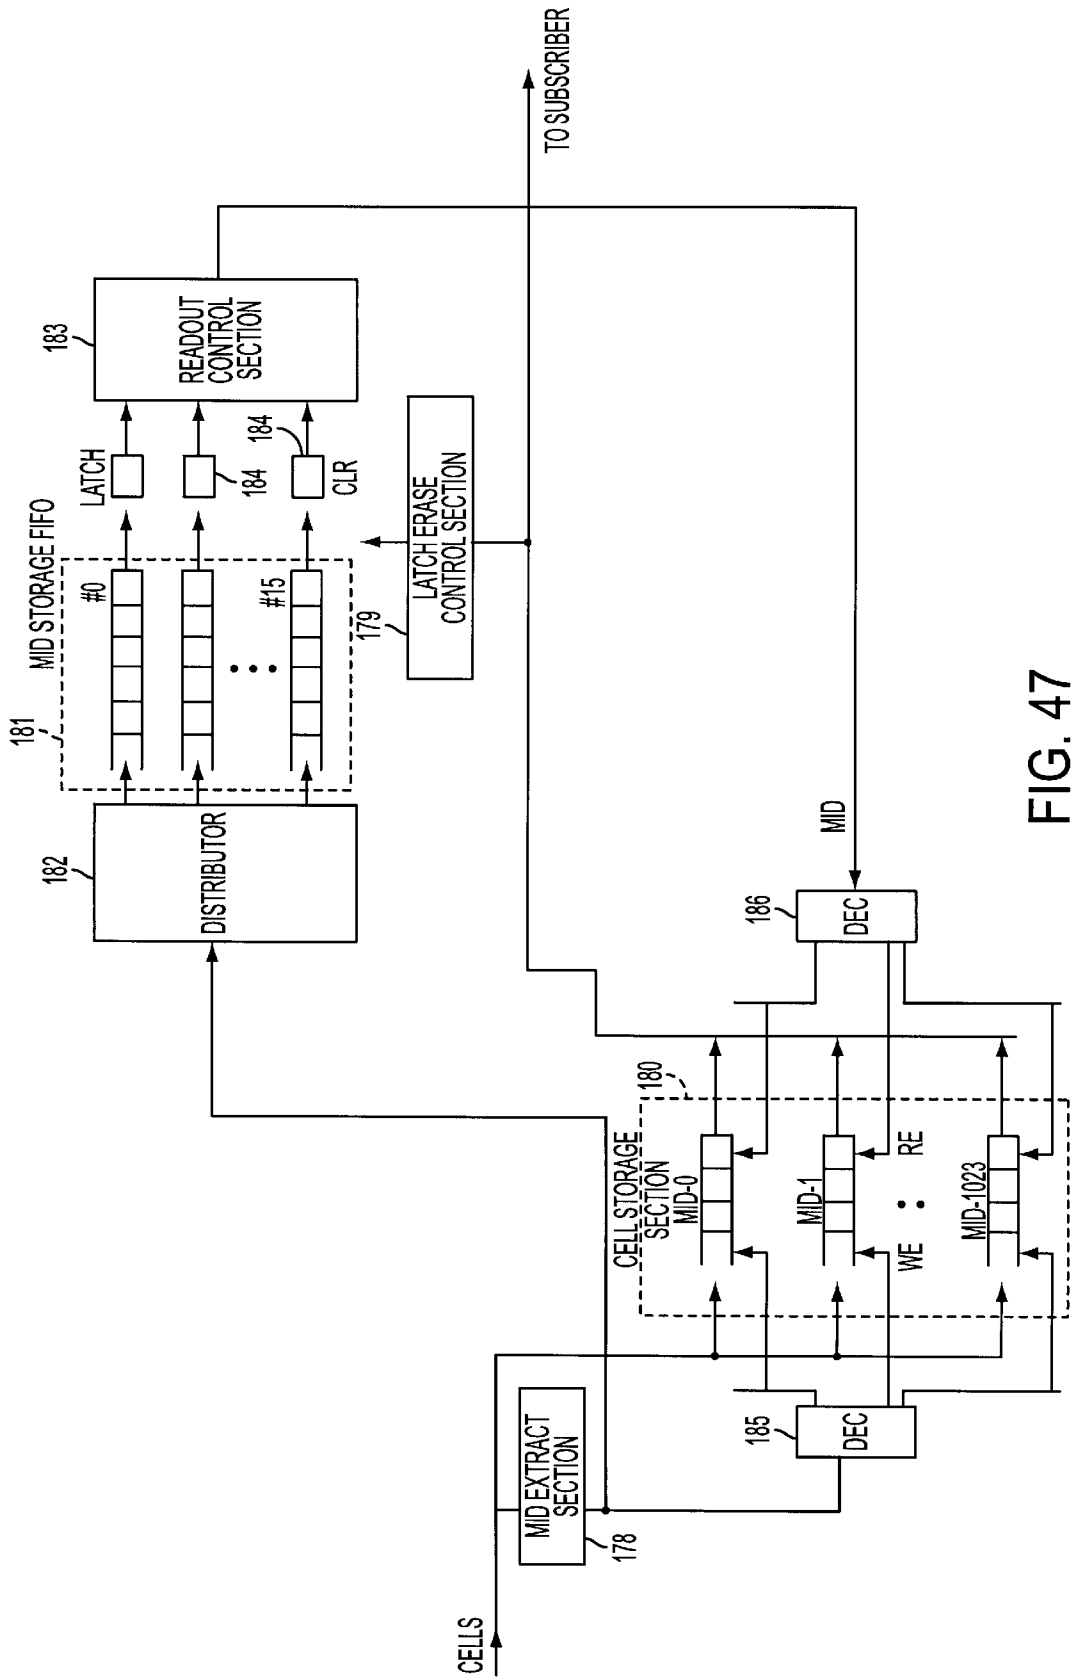 181
MID STORAGE FIFO
182
DISTRIBUTOR
#0
#15
LATCH
184
184
CLR
183
READOUT
CONTROL
SECTION
179
LATCH ERASE
CONTROL SECTION
TO SUBSCRIBER
CELLS
MID EXTRACT
SECTION
178
185
DEC
CELL STORAGE
SECTION
180
MID-0
MID-1
WE
RE
MID-1023
186
DEC
MID
FIG. 47